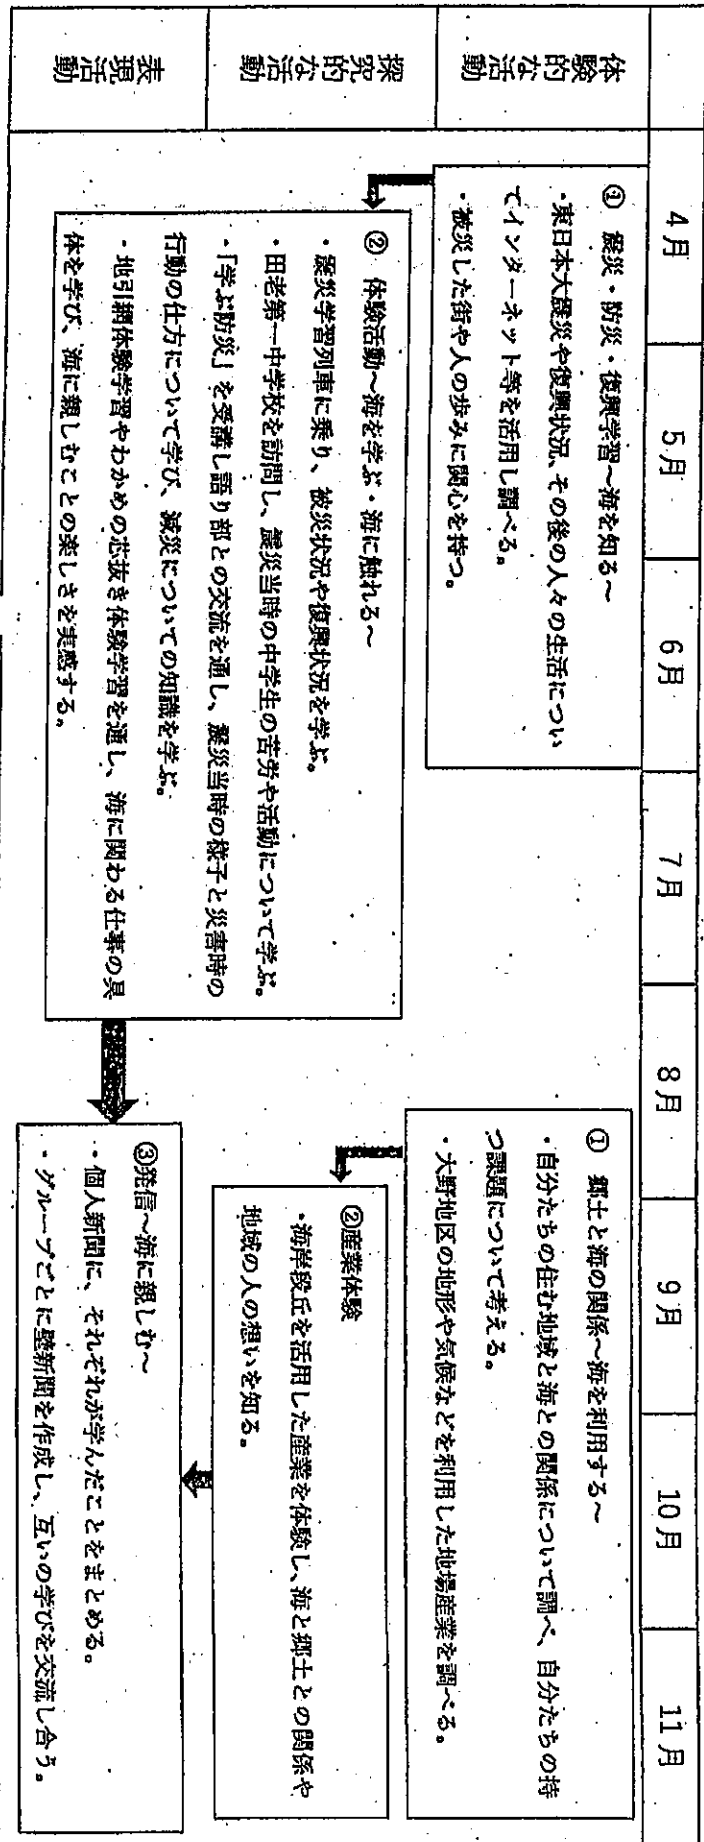 4月
5月
6月
7月
8月
9月
10月
11月
体験的な活動
探究的な活動
表現活動
① 震災・防災・復興学習～海を知る～
・東日本大震災や復興状況、その後の人々の生活につい
てインターネット等を活用し調べる。
・被災した街や人の歩みに関心を持つ。
② 体験活動～海を学ぶ・海に触れる～
・震災学習列車に乗り、被災状況や復興状況を学ぶ。
・田老第一中学校を訪問し、震災当時の中学生の苦労や活動について学ぶ。
・「学ぶ防災」を受講し語り部との交流を通し、震災当時の様子と災害時の
行動の仕方について学び、減災についての知識を学ぶ。
・地引網体験学習やわかめの芯抜き体験学習を通し、海に関わる仕事の具
体を学び、海に親しむことの楽しさを実感する。
① 郷土と海の関係～海を利用する～
・自分たちの住む地域と海との関係について調べ、自分たちの持
つ課題について考える。
・大野地区の地形や気候などを利用した地場産業を調べる。
②産業体験
・海岸段丘を活用した産業を体験し、海と郷土との関係や
地域の人の想いを知る。
③発信～海に親しむ～
・個人新聞に、それぞれが学んだことをまとめる。
・グループごとに壁新聞を作成し、互いの学びを交流し合う。